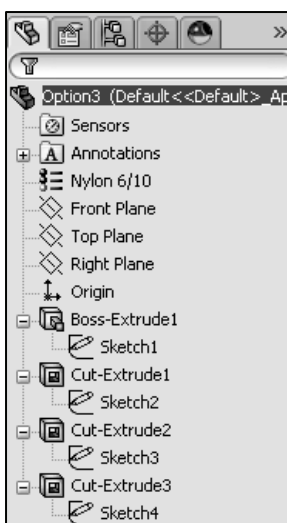 »
Option3 (Default<<Default>_Ap
Sensors
A Annotations
Nylon 6/10
Front Plane
Top Plane
Right Plane
Origin
Boss-Extrude1
Sketch1
Cut-Extrude1
Sketch2
Cut-Extrude2
Sketch3
Cut-Extrude3
Sketch4